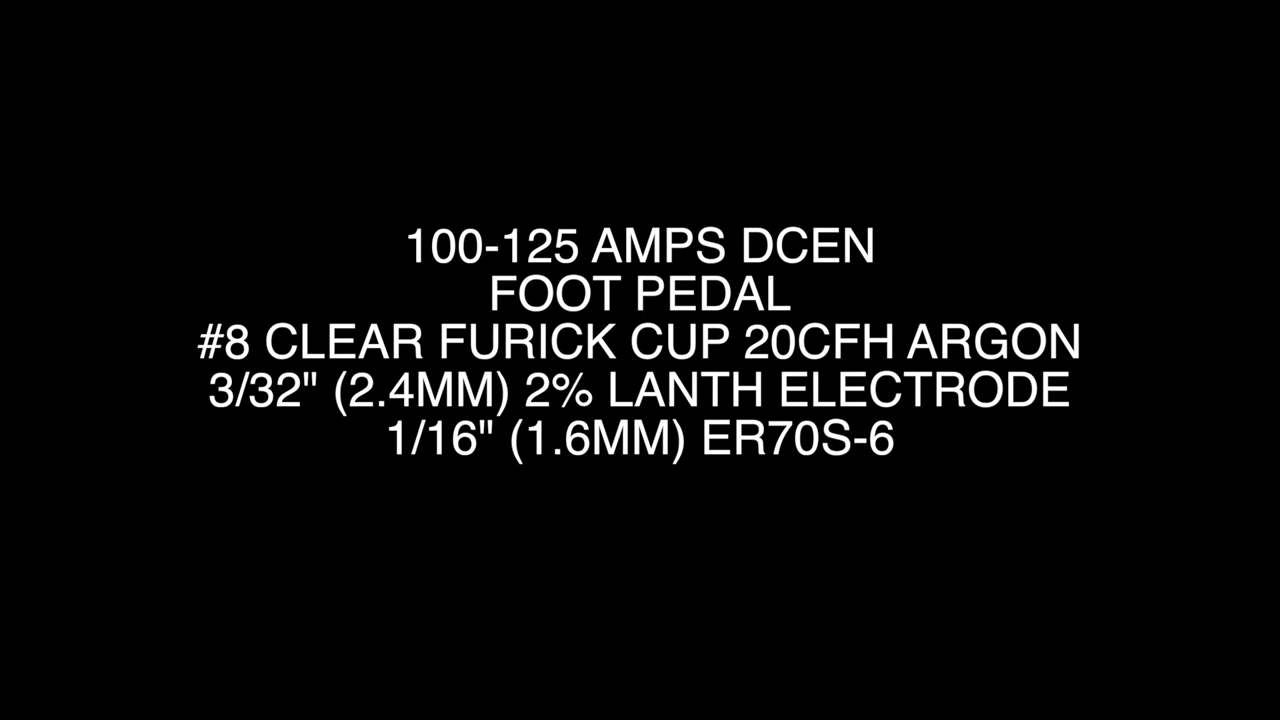 100-125 AMPS DCEN
FOOT PEDAL
#8 CLEAR FURICK CUP 20CFH ARGON
3/32" (2.4MM) 2% LANTH ELECTRODE
1/16" (1.6MM) ER70S-6